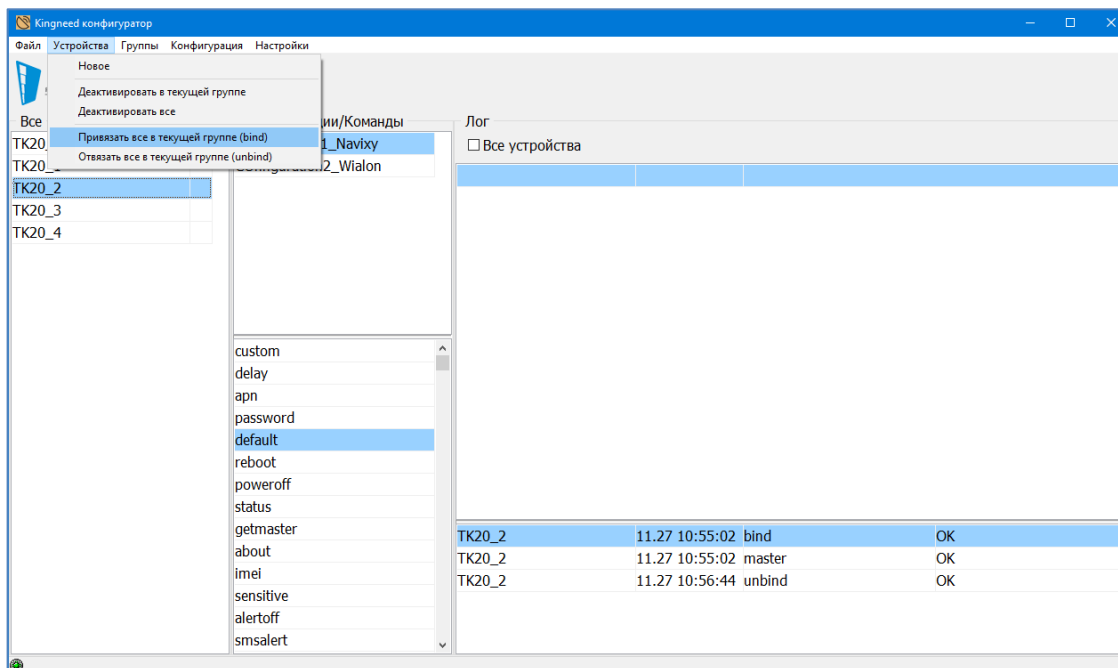 Kingneed конфигуратор
Файл Устройства Группы Конфигурация Настройки
Новое
Деактивировать в текущей группе
Деактивировать все
Привязать все в текущей группе (bind)
Отвязать все в текущей группе (unbind)
Все
ии/Команды
Лог
TK20_
1_Navixy
Все устройства
2_Wialon
TK20_2
TK20_3
TK20_4
custom
delay
apn
password
default
reboot
poweroff
status
getmaster
about
imei
sensitive
alertoff
smsalert
TK20_2 11.27 10:55:02 bind OK
TK20_2 11.27 10:55:02 master OK
TK20_2 11.27 10:56:44 unbind OK